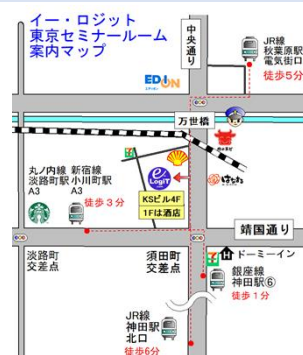 イー・ロジット
東京セミナールーム
案内マップ
中央通り
JR線
秋葉原駅
電気街口
徒歩5分
EDION
万世橋
丸ノ内線
淡路町駅
A3
新宿線
小川町駅
A3
徒歩3分
e
LogiT
KSビル4F
1Fは酒店
靖国通り
淡路町
交差点
須田町
交差点
ドーミーイン
銀座線
神田駅⑥
徒歩1分
JR線
神田駅
北口
徒歩6分